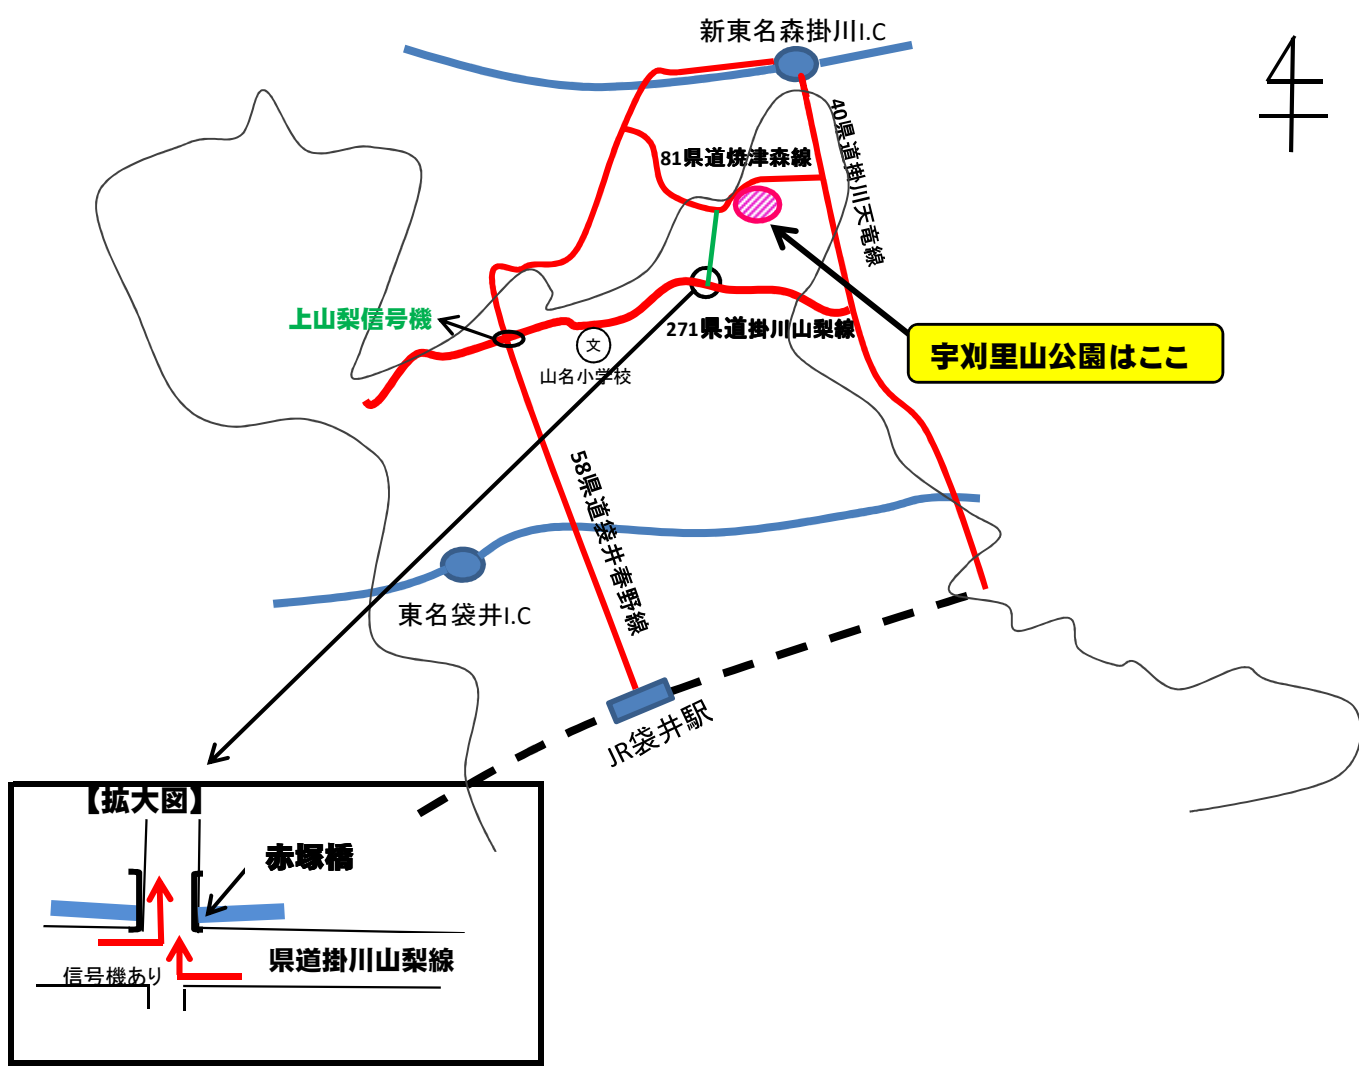 新東名森掛川I.C
40県道掛川天竜線
81県道焼津森線
上山梨信号機
271県道掛川山梨線
文
山名小学校
宇刈里山公園はここ
58県道袋井春野線
東名袋井I.C
JR袋井駅
【拡大図】
赤塚橋
県道掛川山梨線
信号機あり